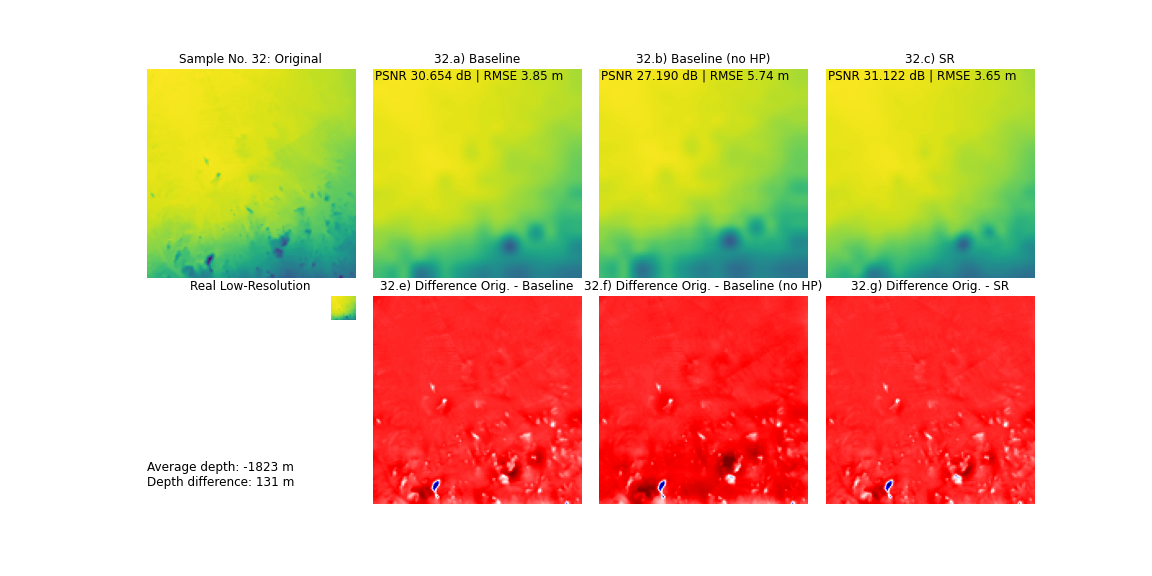 Sample No. 32: Original
32.a) Baseline
32.b) Baseline (no HP)
32.c) SR
PSNR 30.654 dB | RMSE 3.85 m
PSNR 27.190 dB | RMSE 5.74 m
PSNR 31.122 dB | RMSE 3.65 m
Real Low-Resolution
32.e) Difference Orig. - Baseline
32.f) Difference Orig. - Baseline (no HP)
32.g) Difference Orig. - SR
Average depth: -1823 m
Depth difference: 131 m